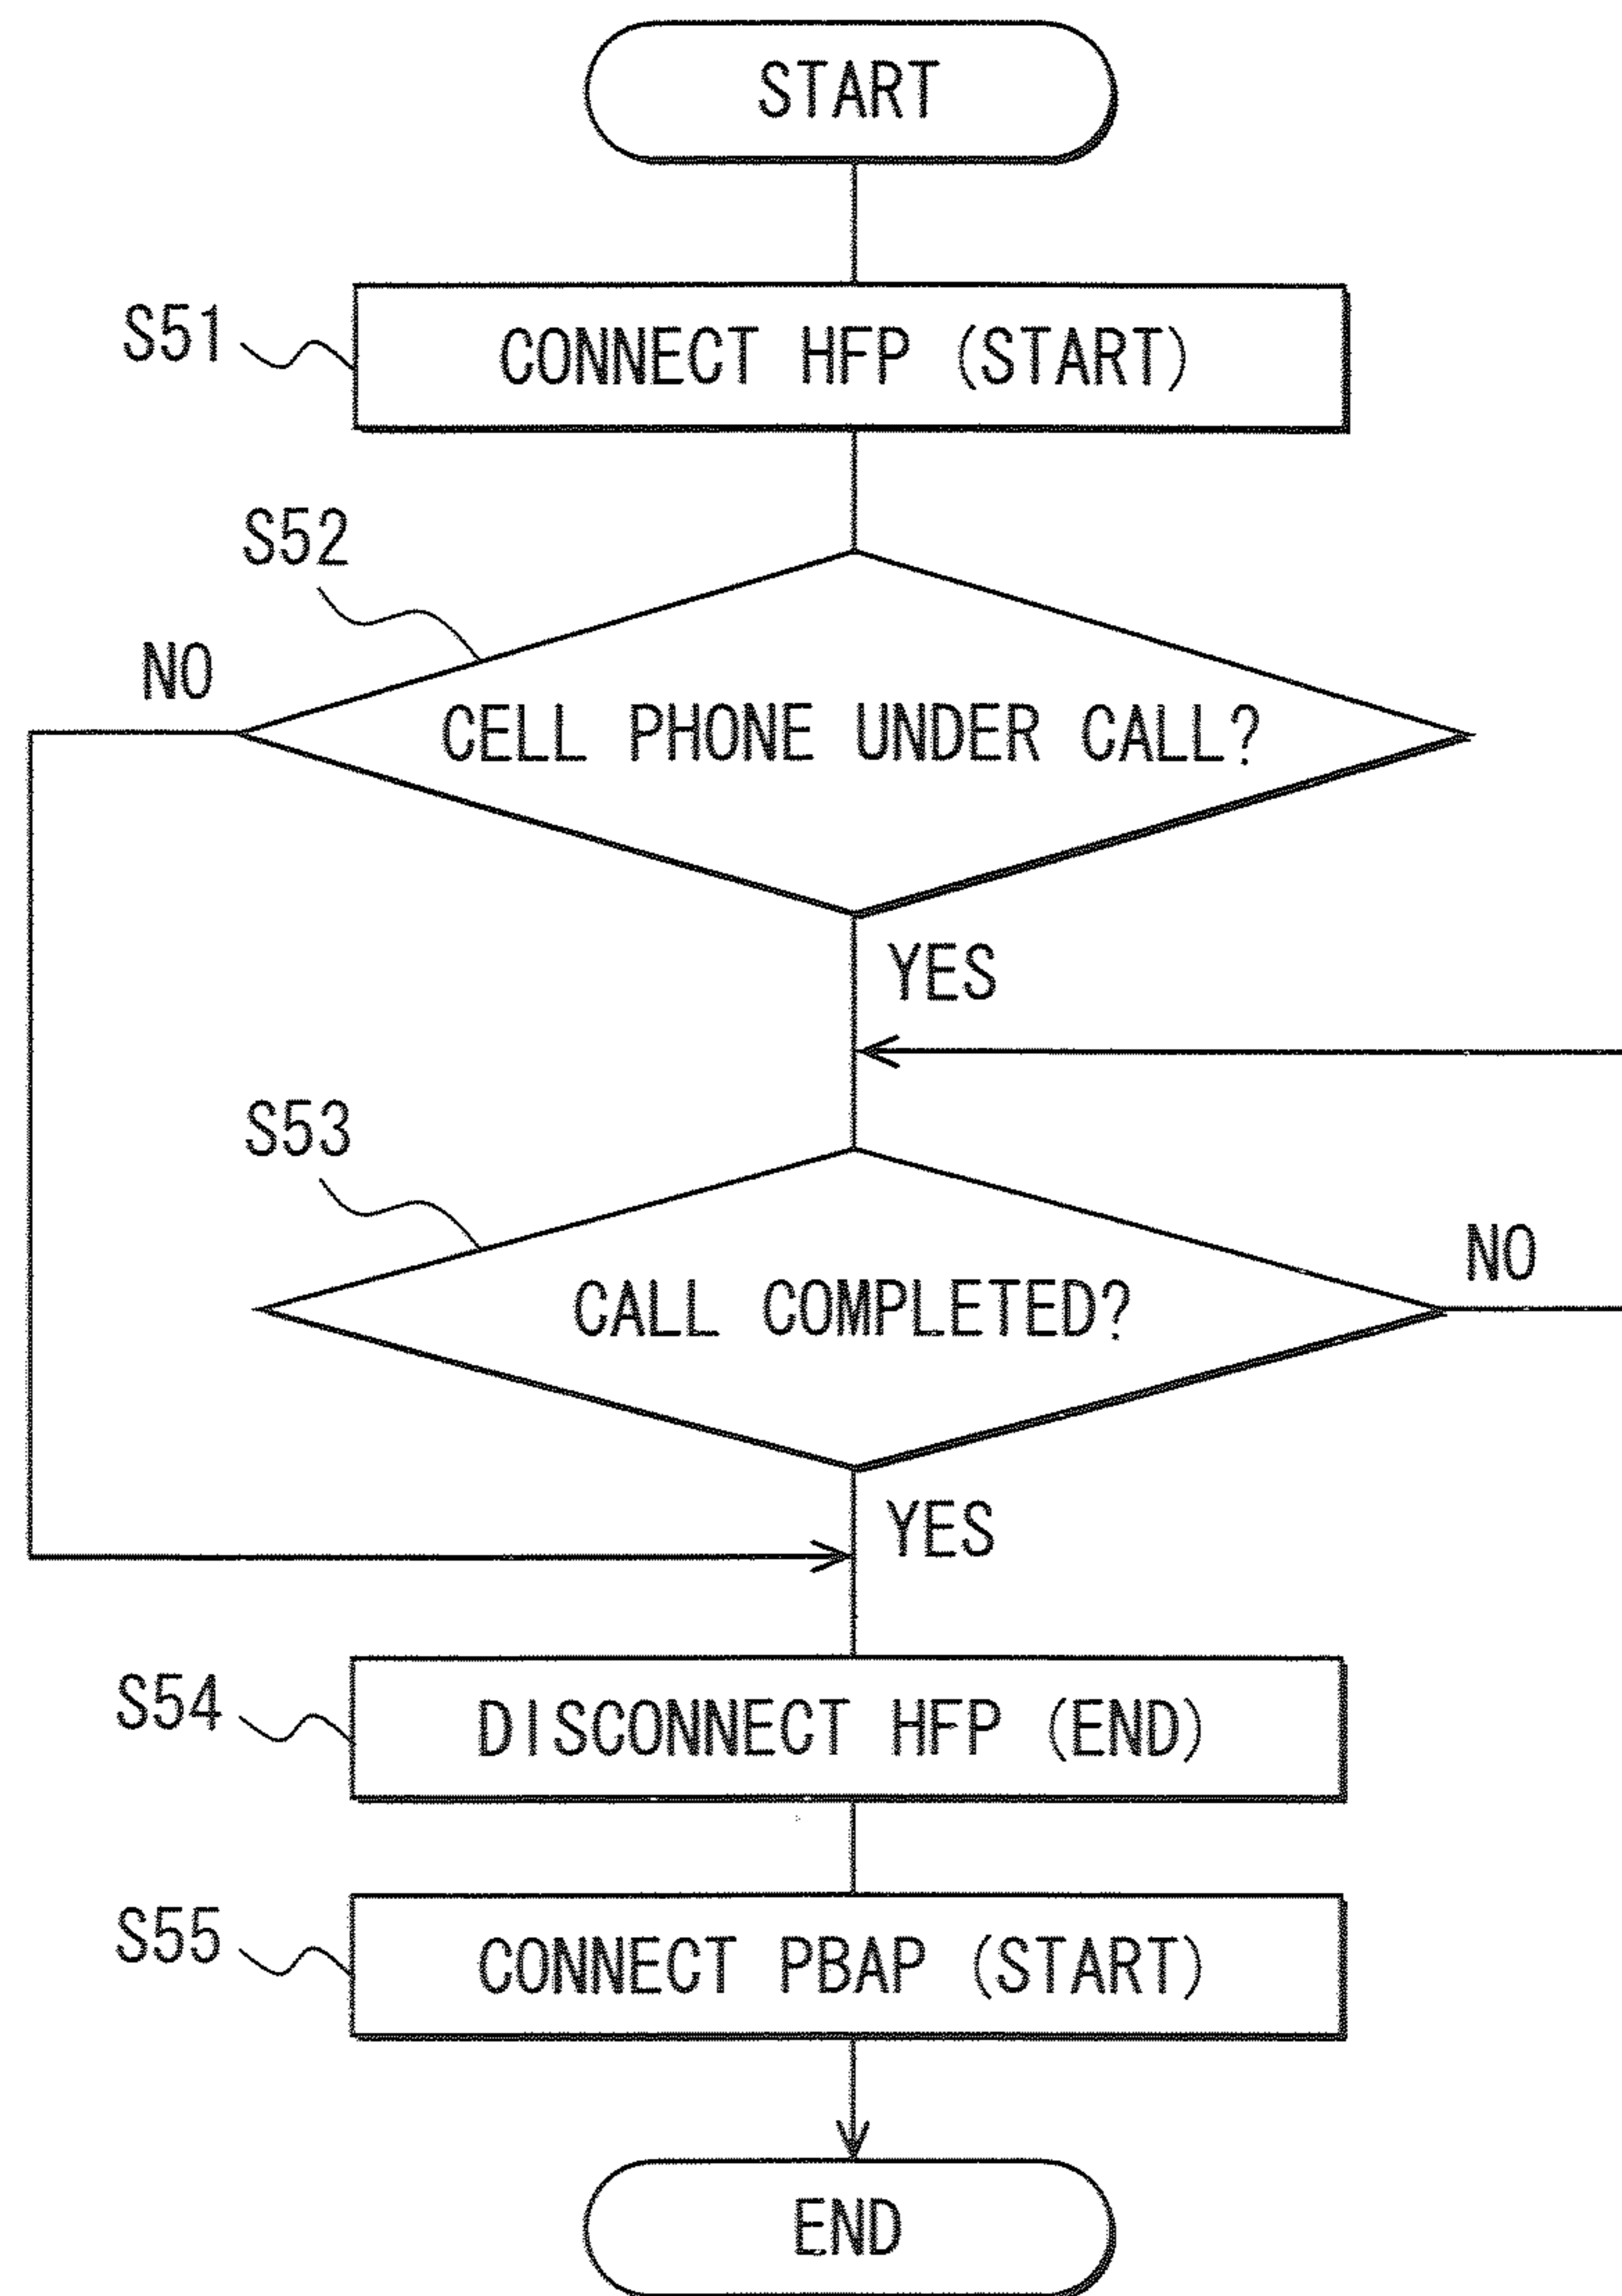 START
S51
CONNECT HFP (START)
S52
NO
CELL PHONE UNDER CALL?
YES
S53
NO
CALL COMPLETED?
YES
S54
DISCONNECT HFP (END)
S55
CONNECT PBAP (START)
END